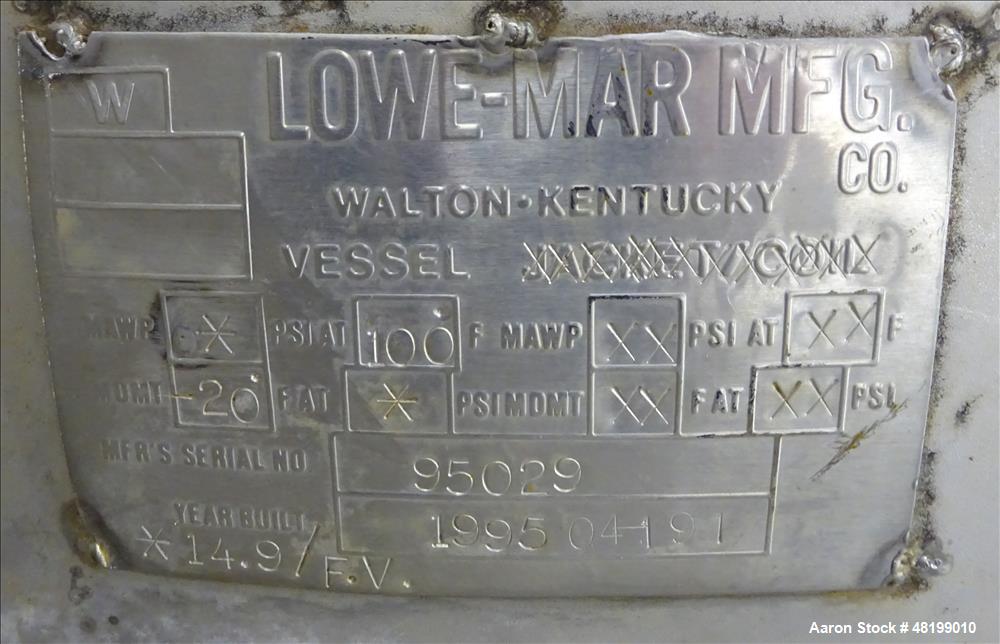 W
LOWE-MAR MFG.
CO.
WALTON·KENTUCKY
VESSEL JACKET/COIL
MAWP * PSI AT 100° F MAWP XX PSI AT XX F
MDMT -20° F AT * PSI MDMT XX F AT XX PSI
MFR'S SERIAL NO 95029
YEAR BUILT 1995 04191
* 14.9/F.V.
Aaron Stock # 48199010